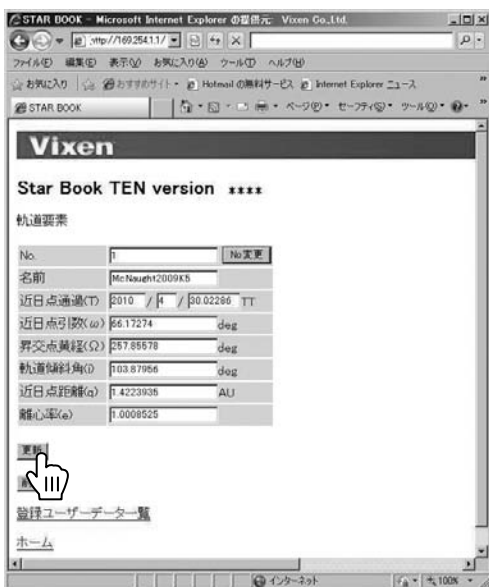 STAR BOOK - Microsoft Internet Explorer の提供元: Vixen Co.,Ltd.
http://169.254.1.1/
ファイル(F) 編集(E) 表示(V) お気に入り(A) ツール(T) ヘルプ(H)
お気に入り おすすめサイト Hotmail の無料サービス Internet Explorer ニュース »
STAR BOOK ページ(P) セーフティ(S) ツール(O) »
Vixen
Star Book TEN version ****
軌道要素
No. 1 No変更
名前 McNaught2009K5
近日点通過(T) 2010 / 4 / 30.02286 TT
近日点引数(ω) 66.17274 deg
昇交点黄経(Ω) 257.85578 deg
軌道傾斜角(i) 103.87956 deg
近日点距離(q) 1.4223935 AU
離心率(e) 1.0008525
更新
登録ユーザーデータ一覧
ホーム
インターネット 100%